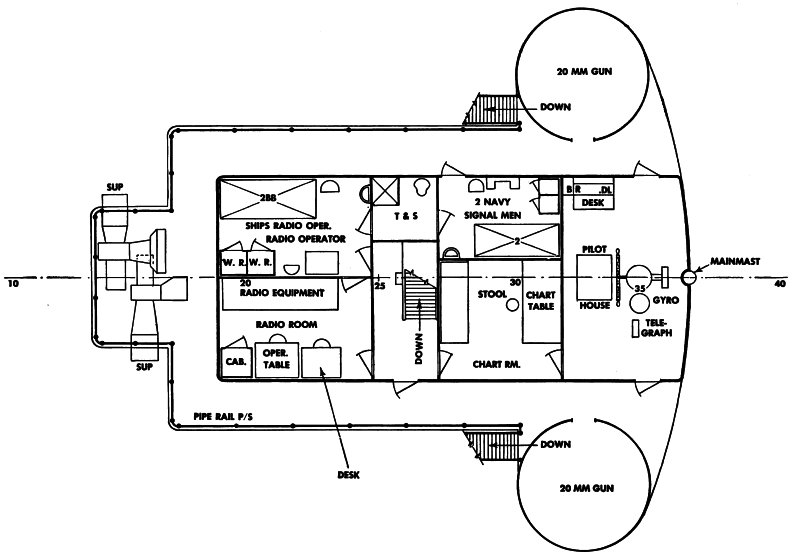 20 MM GUN
DOWN
SUP
2BB
T & S
2 NAVY
SIGNAL MEN
2
B R .DL
DESK
SHIPS RADIO OPER.
RADIO OPERATOR
W. R. W. R.
PILOT
HOUSE
MAINMAST
10
20
25
30
35
40
RADIO EQUIPMENT
STOOL
CHART
TABLE
GYRO
TELE-
GRAPH
RADIO ROOM
DOWN
CAB.
OPER.
TABLE
CHART RM.
SUP
PIPE RAIL P/S
DOWN
DESK
20 MM GUN